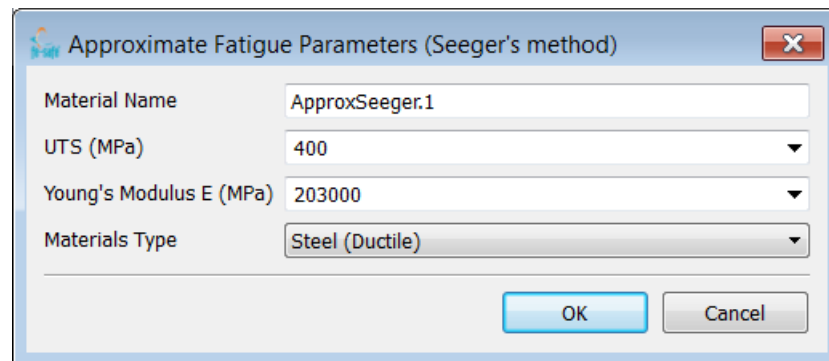 Approximate Fatigue Parameters (Seeger's method)
Material Name ApproxSeeger.1
UTS (MPa) 400
Young's Modulus E (MPa) 203000
Materials Type Steel (Ductile)
OK Cancel